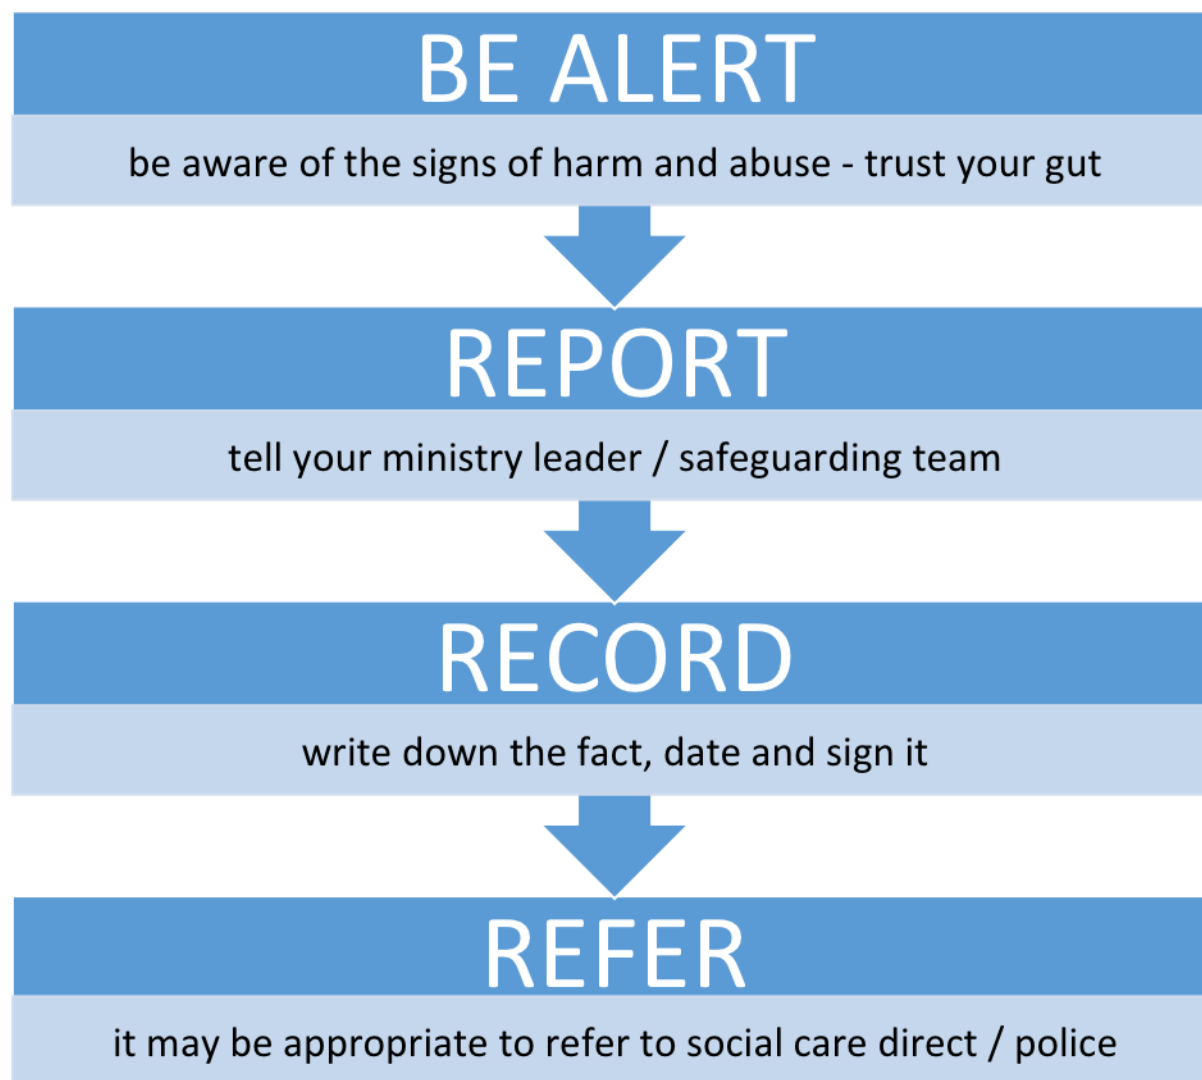 BE ALERT
be aware of the signs of harm and abuse - trust your gut
REPORT
tell your ministry leader / safeguarding team
RECORD
write down the fact, date and sign it
REFER
it may be appropriate to refer to social care direct / police